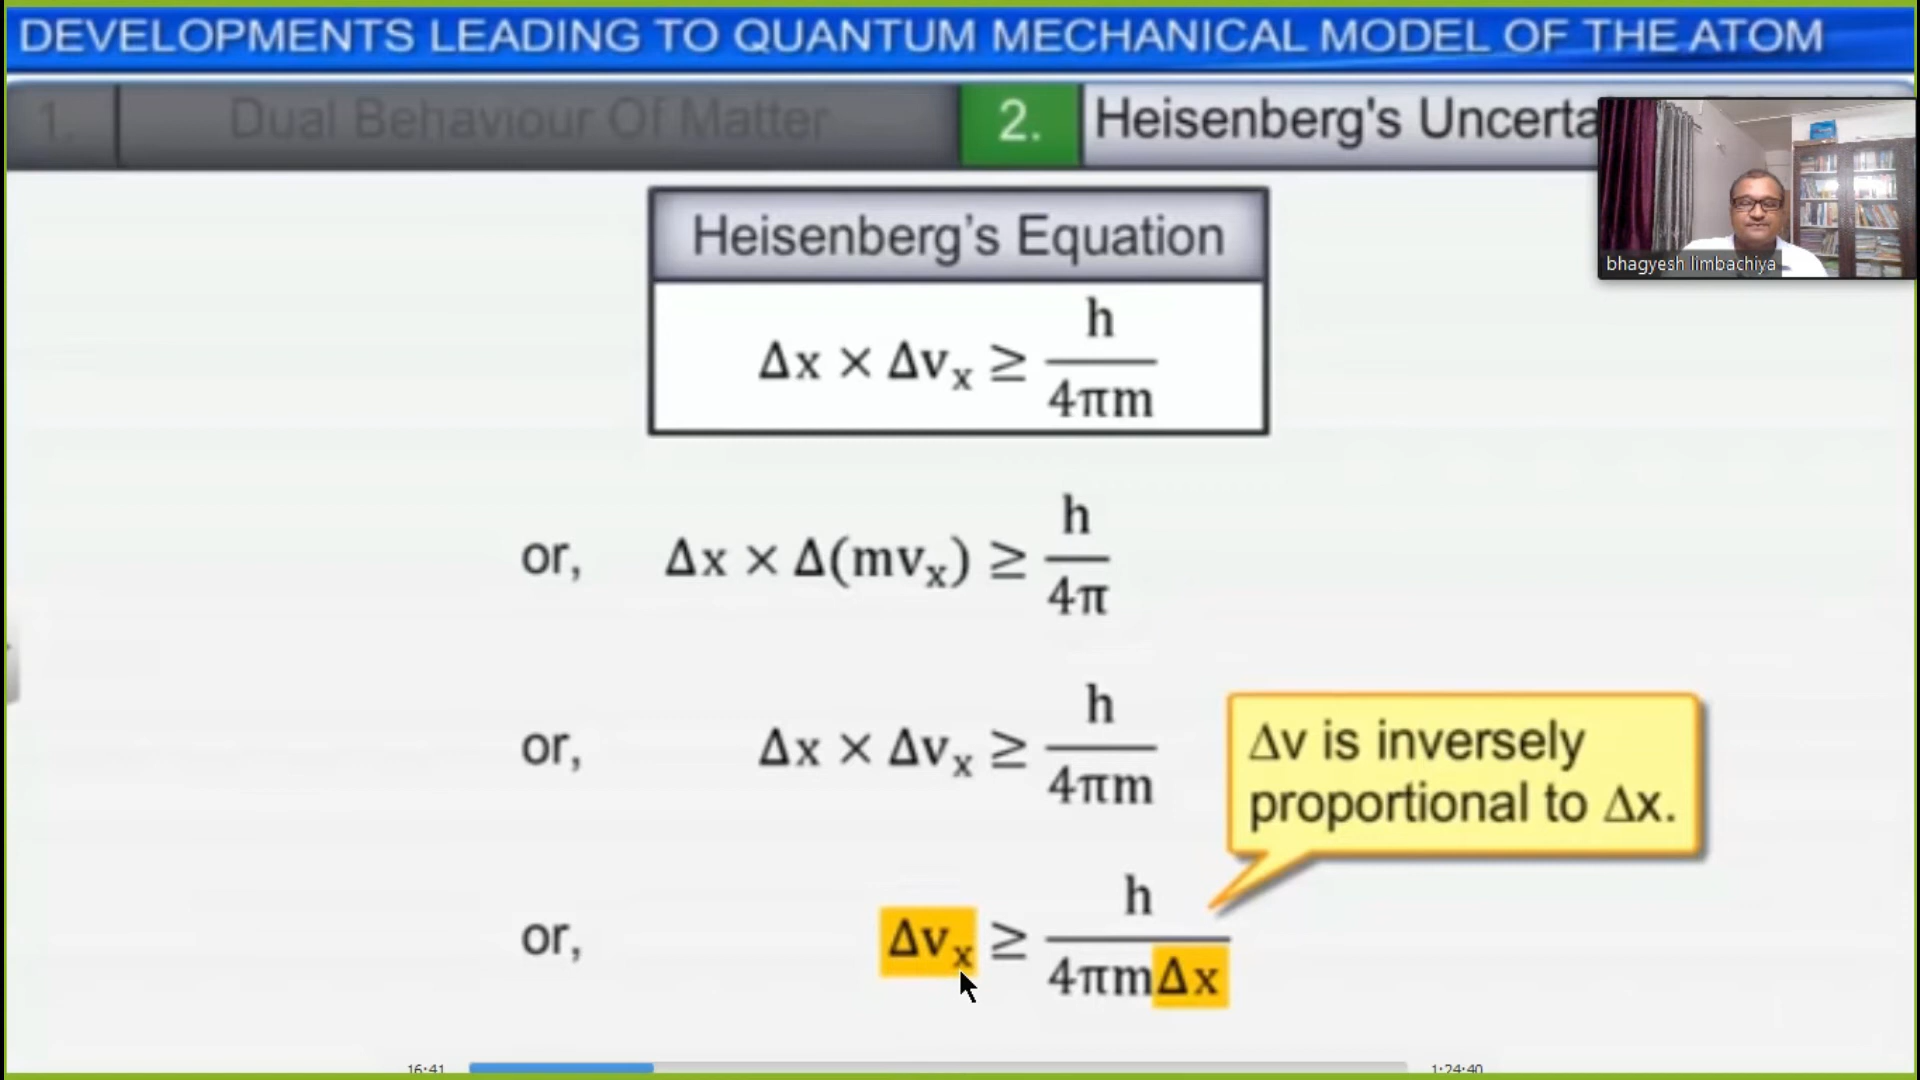 DEVELOPMENTS LEADING TO QUANTUM MECHANICAL MODEL OF THE ATOM
1. Dual Behaviour Of Matter 2. Heisenberg's
bhagyesh limbachiya
Heisenberg's Equation
Δx × Δvₓ ≥ h/4πm
or, Δx × Δ(mvₓ) ≥ h/4π
or, Δx × Δvₓ ≥ h/4πm
Δv is inversely
proportional to Δx.
or, Δvₓ ≥ h/4πmΔx
16:41 1:24:40